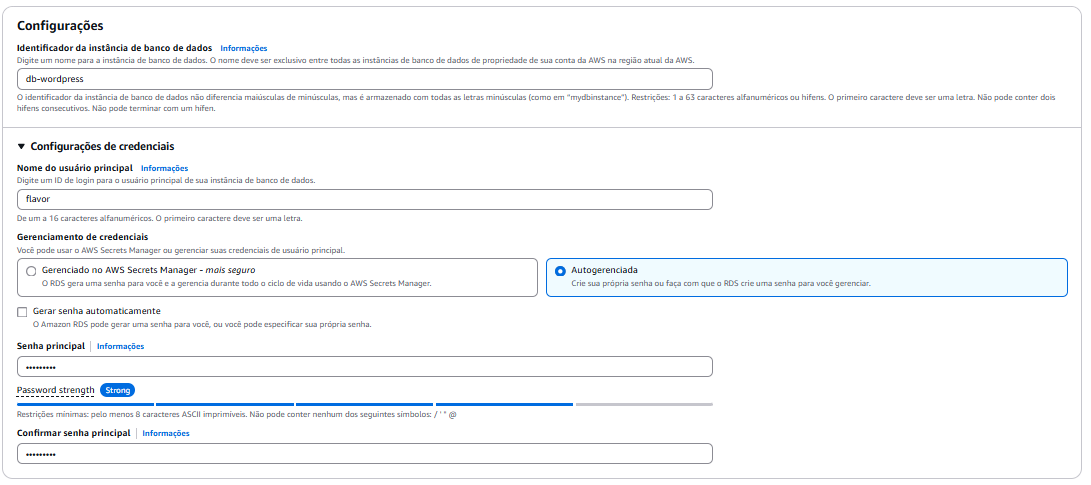 Configurações
Identificador da instância de banco de dados Informações
Digite um nome para a instância de banco de dados. O nome deve ser exclusivo entre todas as instâncias de banco de dados de propriedade de sua conta da AWS na região atual da AWS.
db-wordpress
O identificador da instância de banco de dados não diferencia maiúsculas de minúsculas, mas é armazenado com todas as letras minúsculas (como em "mydbinstance"). Restrições: 1 a 63 caracteres alfanuméricos ou hifens. O primeiro caractere deve ser uma letra. Não pode conter dois
hifens consecutivos. Não pode terminar com um hífen.
▼ Configurações de credenciais
Nome do usuário principal Informações
Digite um ID de login para o usuário principal de sua instância de banco de dados.
flavor
De um a 16 caracteres alfanuméricos. O primeiro caractere deve ser uma letra.
Gerenciamento de credenciais
Você pode usar o AWS Secrets Manager ou gerenciar suas credenciais de usuário principal.
Gerenciado no AWS Secrets Manager - mais seguro
O RDS gera uma senha para você e a gerencia durante todo o ciclo de vida usando o AWS Secrets Manager.
Autogerenciada
Crie sua própria senha ou faça com que o RDS crie uma senha para você gerenciar.
Gerar senha automaticamente
O Amazon RDS pode gerar uma senha para você, ou você pode especificar sua própria senha.
Senha principal | Informações
•••••••••
Password strength Strong
Restrições mínimas: pelo menos 8 caracteres ASCII imprimíveis. Não pode conter nenhum dos seguintes símbolos: / ' " @
Confirmar senha principal | Informações
•••••••••